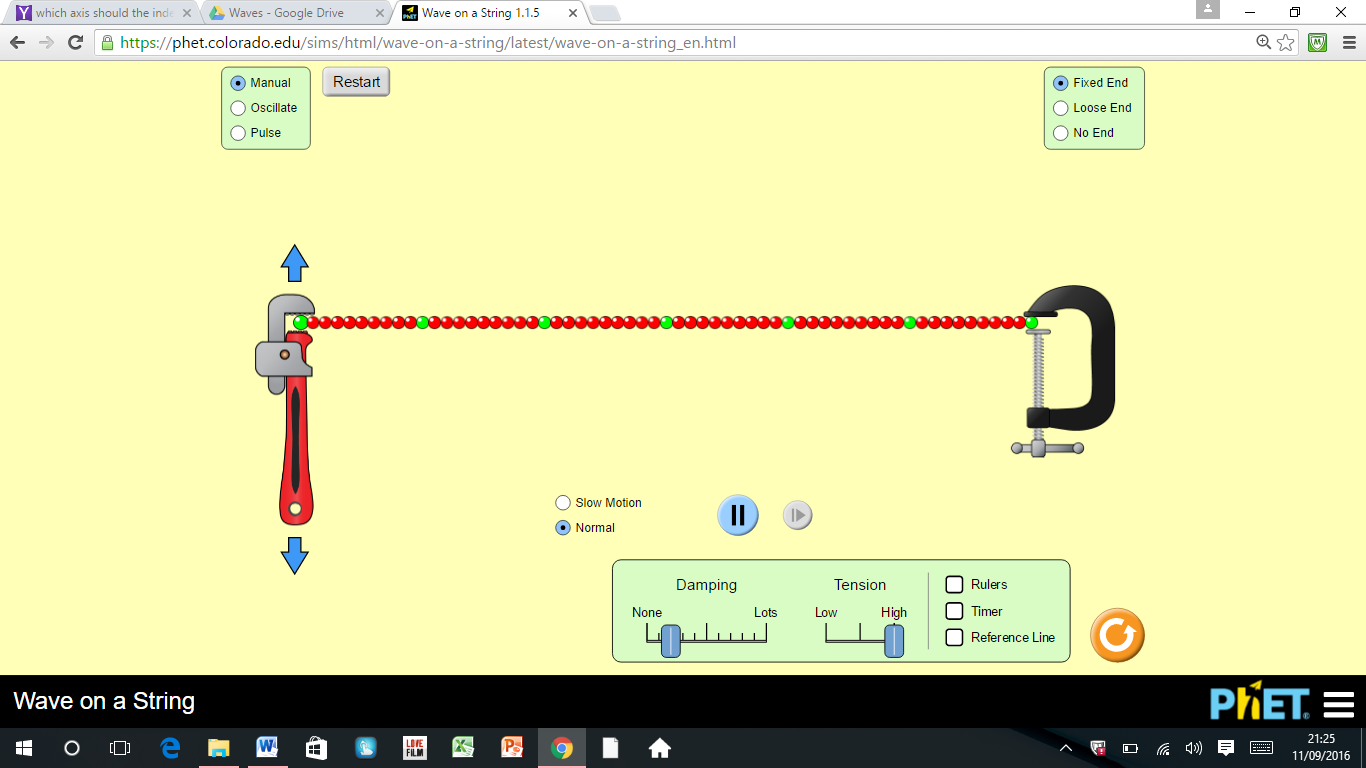 which axis should the inde
Waves - Google Drive
Wave on a String 1.1.5
https://phet.colorado.edu/sims/html/wave-on-a-string/latest/wave-on-a-string_en.html
Manual
Oscillate
Pulse
Restart
Fixed End
Loose End
No End
Slow Motion
Normal
Damping
None
Lots
Tension
Low
High
Rulers
Timer
Reference Line
Wave on a String
PhET
LOVE
FiLM
21:25
11/09/2016